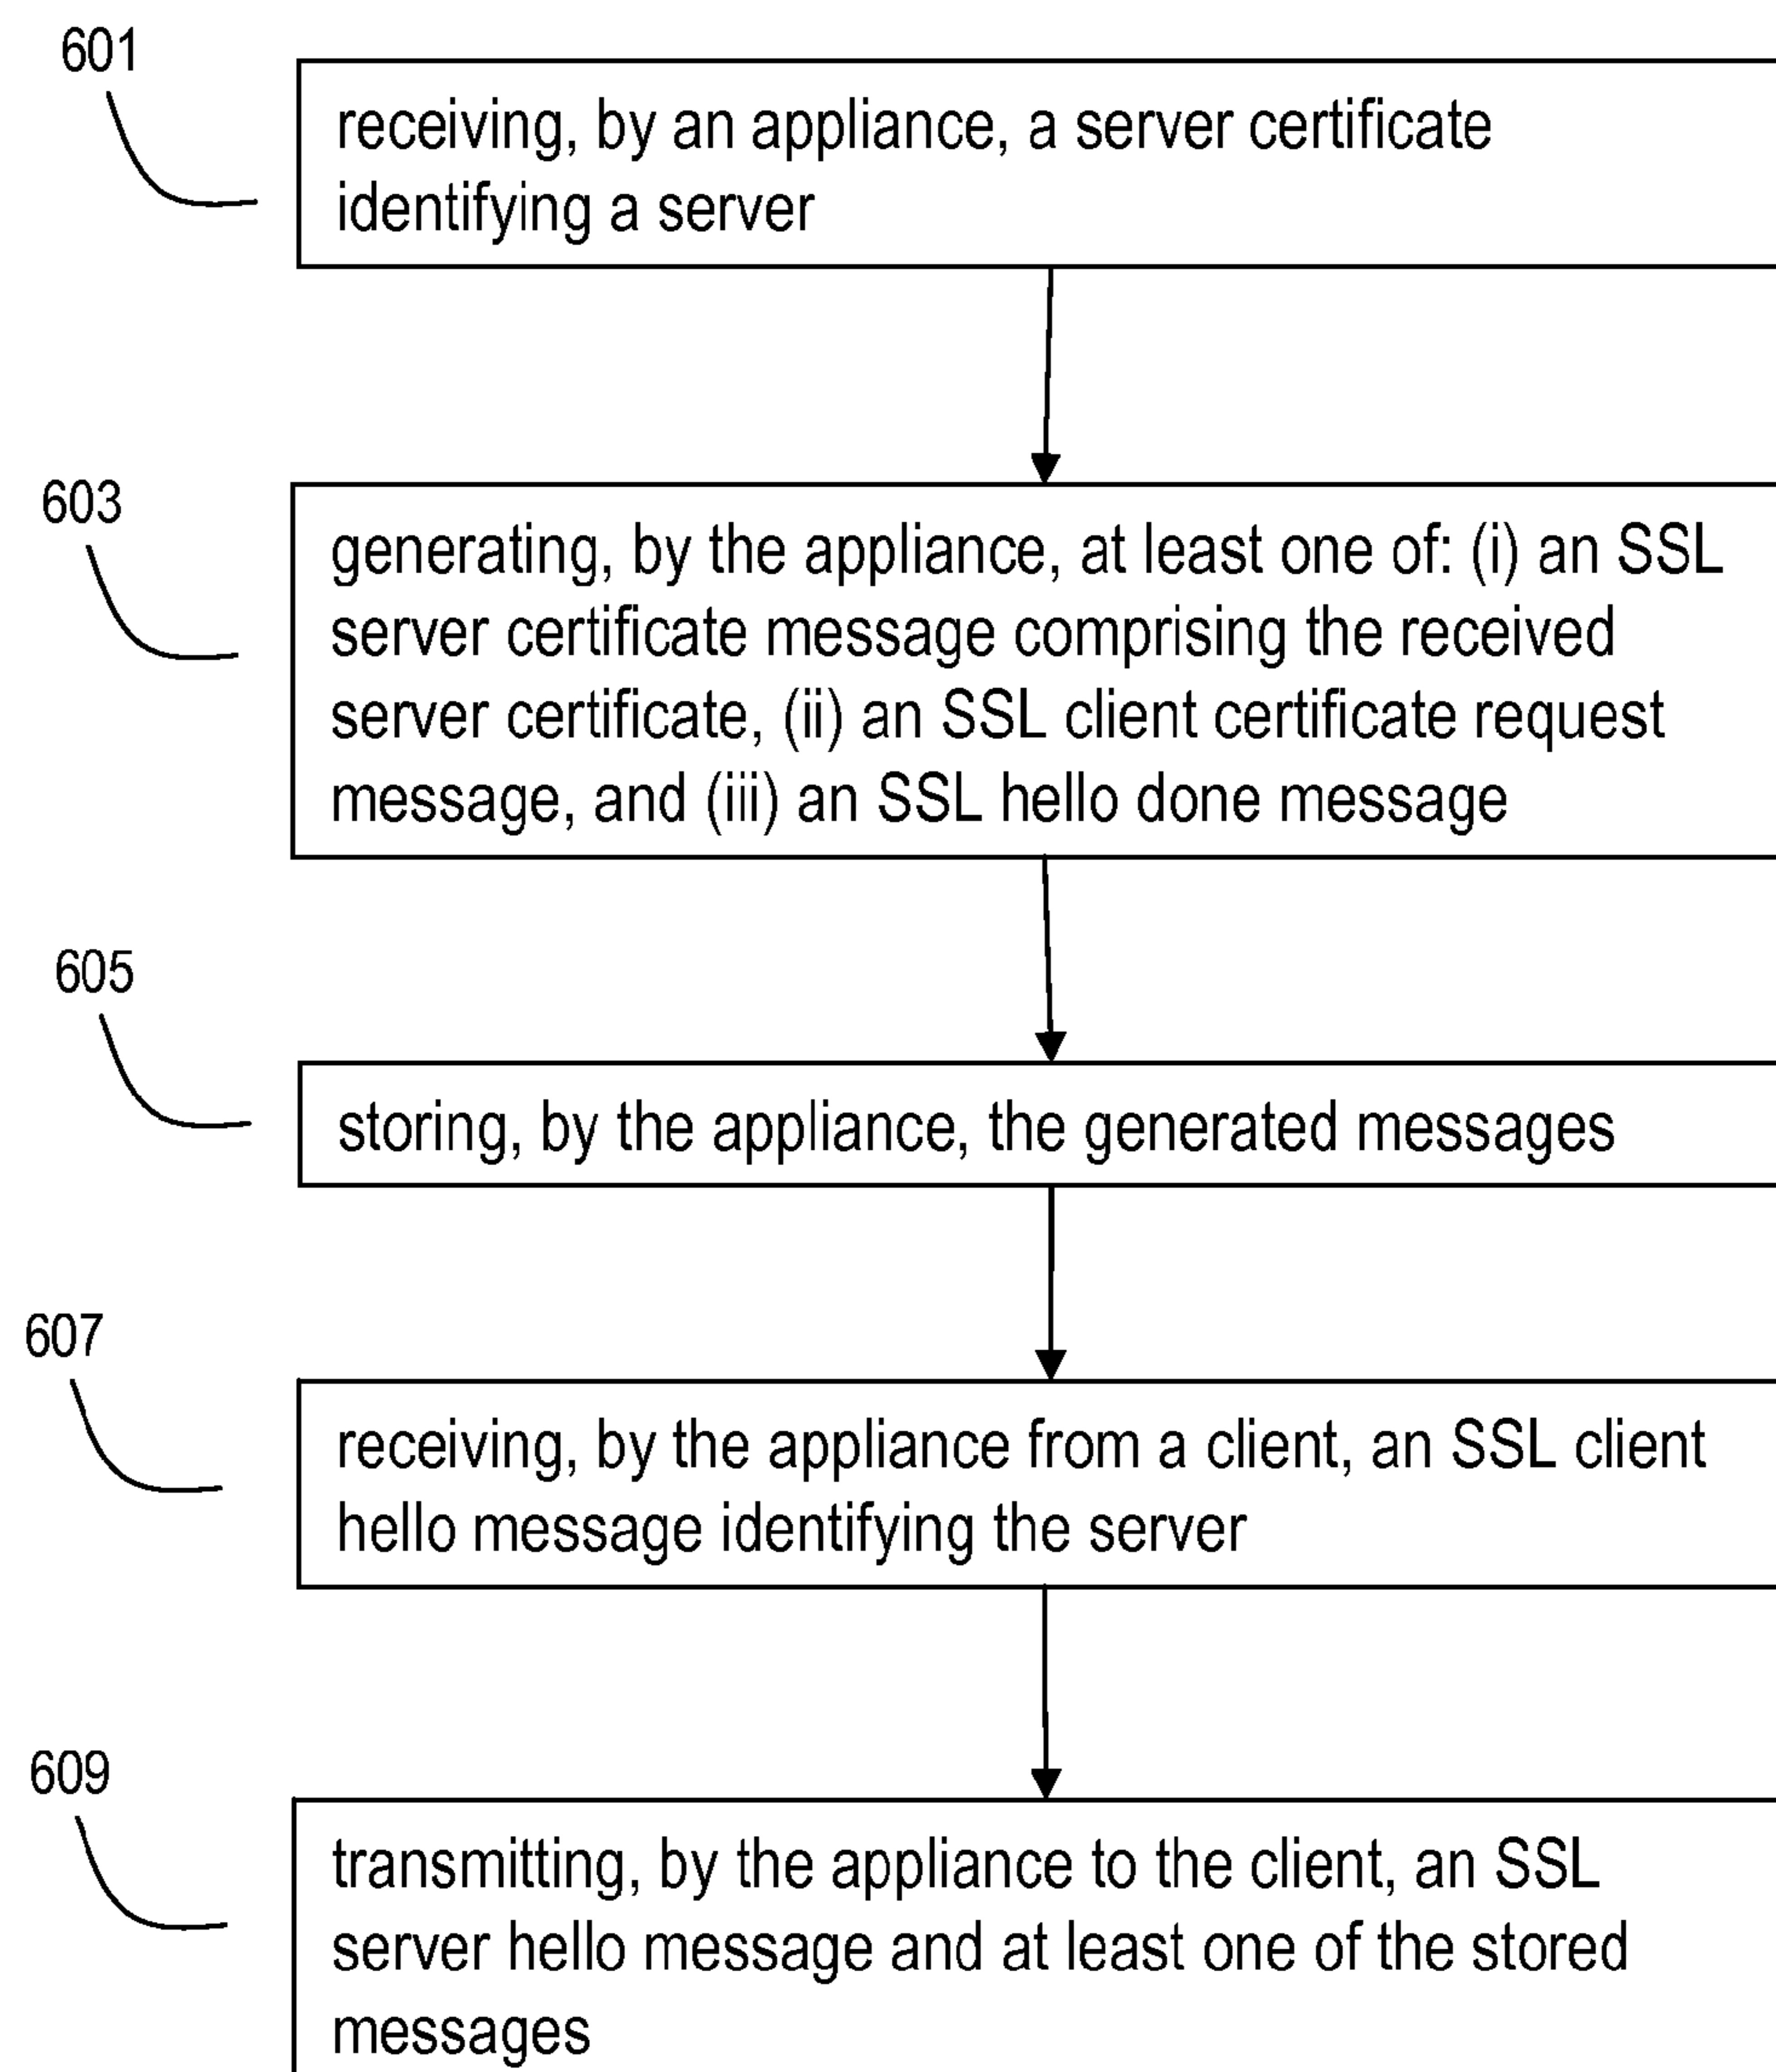 601
receiving, by an appliance, a server certificate
identifying a server
603
generating, by the appliance, at least one of: (i) an SSL
server certificate message comprising the received
server certificate, (ii) an SSL client certificate request
message, and (iii) an SSL hello done message
605
storing, by the appliance, the generated messages
607
receiving, by the appliance from a client, an SSL client
hello message identifying the server
609
transmitting, by the appliance to the client, an SSL
server hello message and at least one of the stored
messages